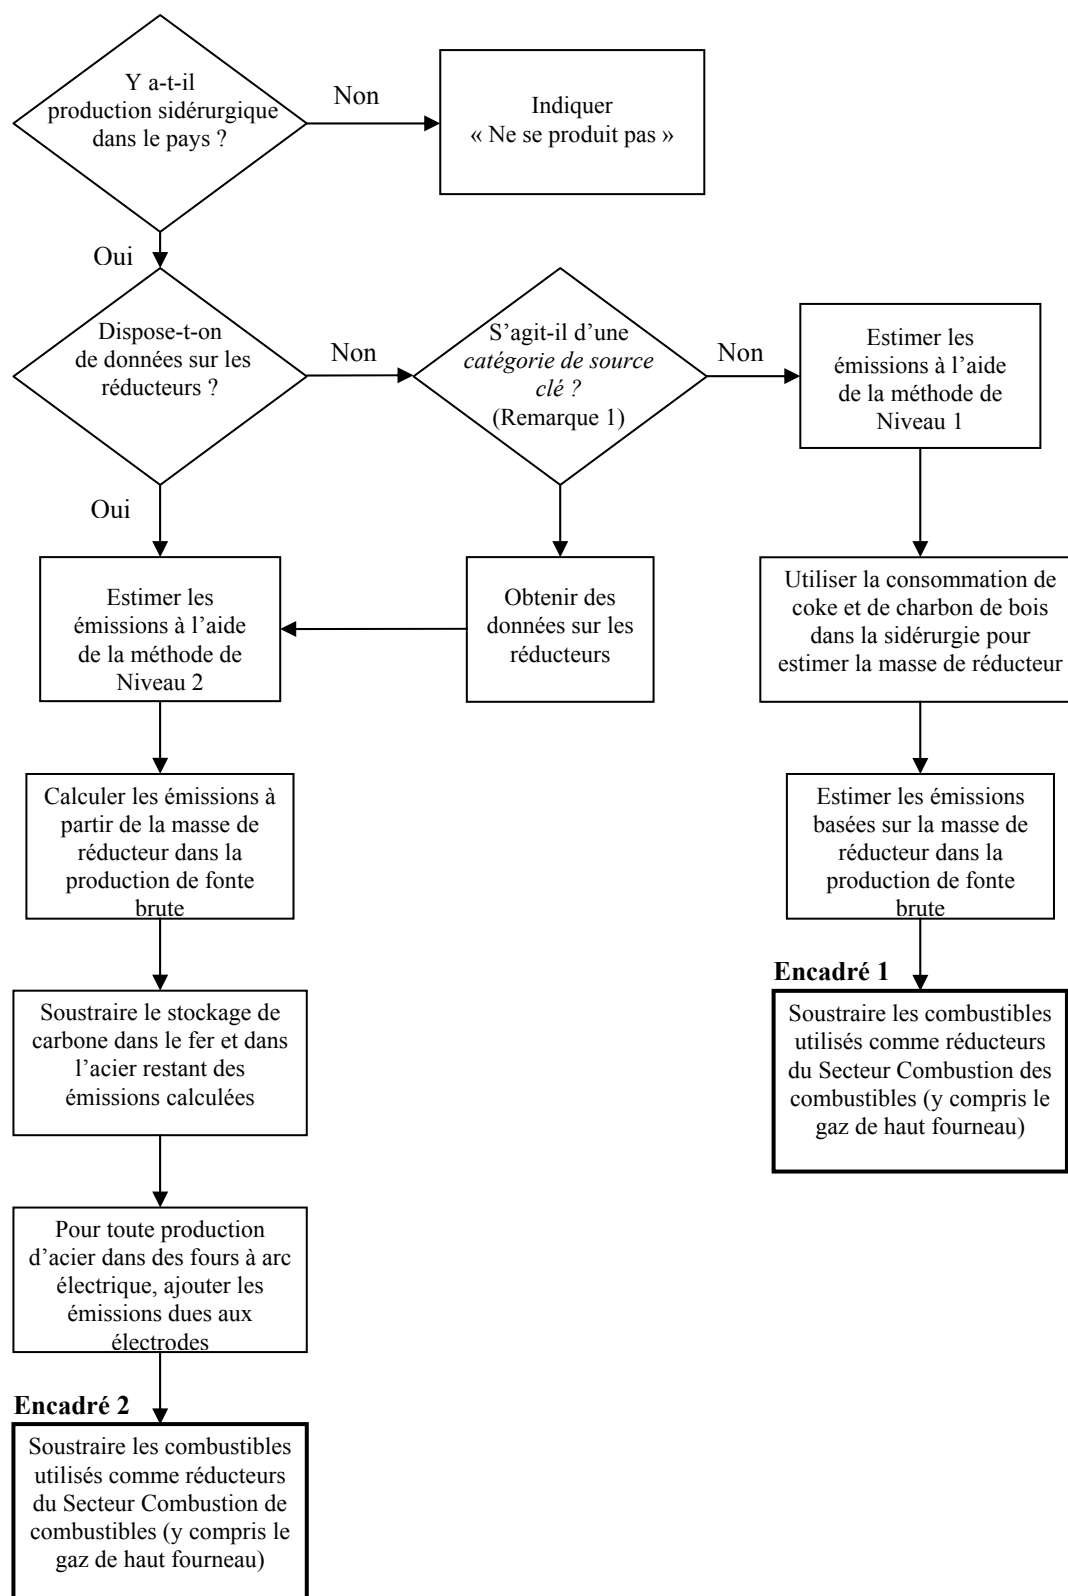 Y a-t-il
production sidérurgique
dans le pays ?
Non
Indiquer
« Ne se produit pas »
Oui
Dispose-t-on
de données sur les
réducteurs ?
Non
S’agit-il d’une
catégorie de source
clé ?
(Remarque 1)
Non
Estimer les
émissions à l’aide
de la méthode de
Niveau 1
Oui
Estimer les
émissions à l’aide
de la méthode de
Niveau 2
Obtenir des
données sur les
réducteurs
Utiliser la consommation de
coke et de charbon de bois
dans la sidérurgie pour
estimer la masse de réducteur
Calculer les émissions à
partir de la masse de
réducteur dans la
production de fonte
brute
Estimer les émissions
basées sur la masse de
réducteur dans la
production de fonte
brute
Encadré 1
Soustraire le stockage de
carbone dans le fer et dans
l’acier restant des
émissions calculées
Soustraire les combustibles
utilisés comme réducteurs
du Secteur Combustion des
combustibles (y compris le
gaz de haut fourneau)
Pour toute production
d’acier dans des fours à arc
électrique, ajouter les
émissions dues aux
électrodes
Encadré 2
Soustraire les combustibles
utilisés comme réducteurs
du Secteur Combustion de
combustibles (y compris le
gaz de haut fourneau)